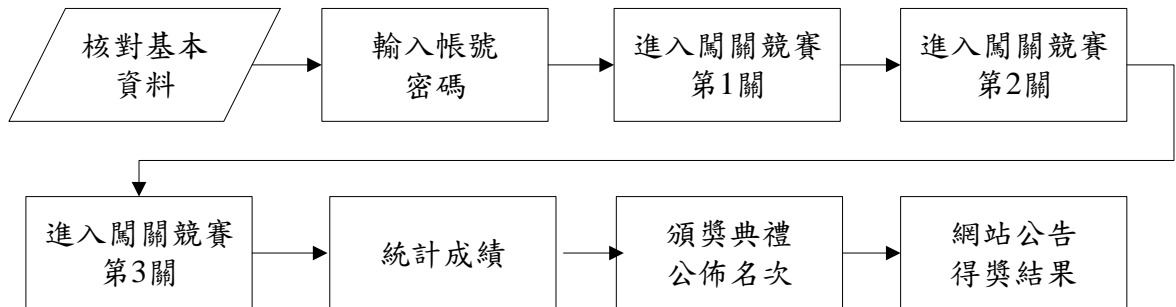 核對基本
資料
輸入帳號
密碼
進入闖關競賽
第1關
進入闖關競賽
第2關
進入闖關競賽
第3關
統計成績
頒獎典禮
公佈名次
網站公告
得獎結果